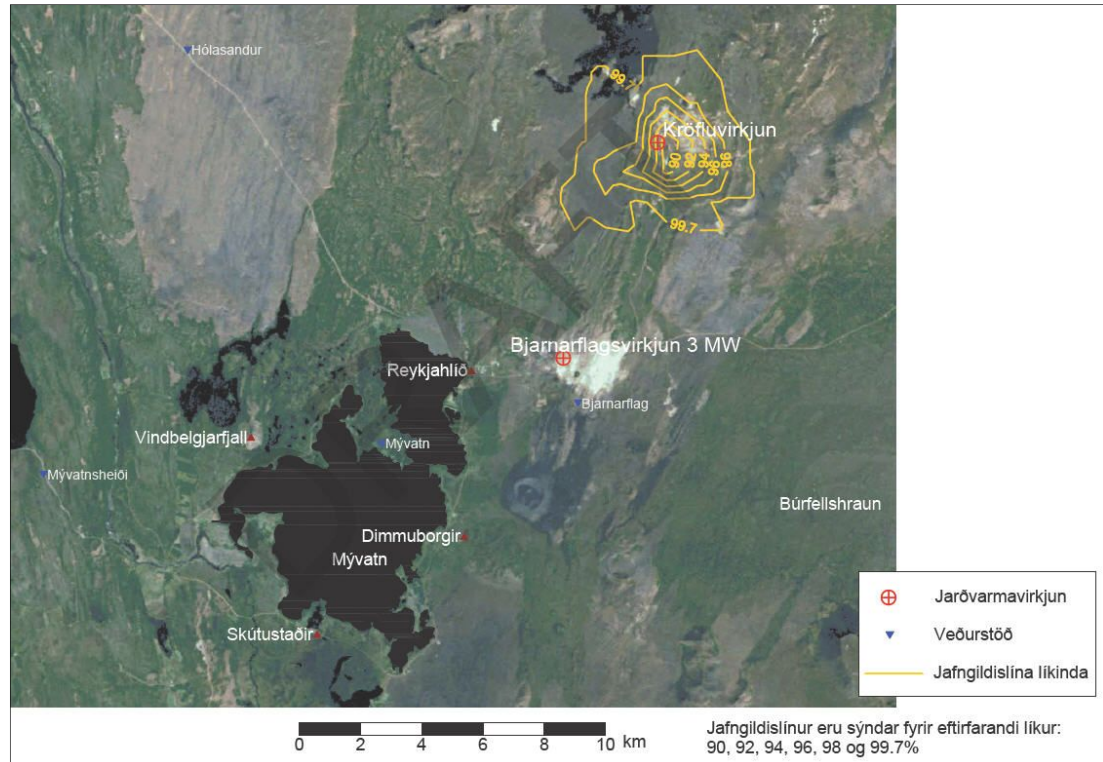 Hólasandur
99.7
Kröfluvirkjun
90
92
94
96
98
99.7
Bjarnarflagsvirkjun 3 MW
Reykjahlíð
Bjarnarflag
Vindbelgjarfjall
Mývatn
Mývatnsheiði
Búrfellshraun
Dimmuborgir
Mývatn
Skútustaðir
DRAFT
Jarðvarmavirkjun
Veðurstöð
Jafngildislína líkinda
0 2 4 6 8 10 km
Jafngildislínur eru sýndar fyrir eftirfarandi líkur:
90, 92, 94, 96, 98 og 99.7%